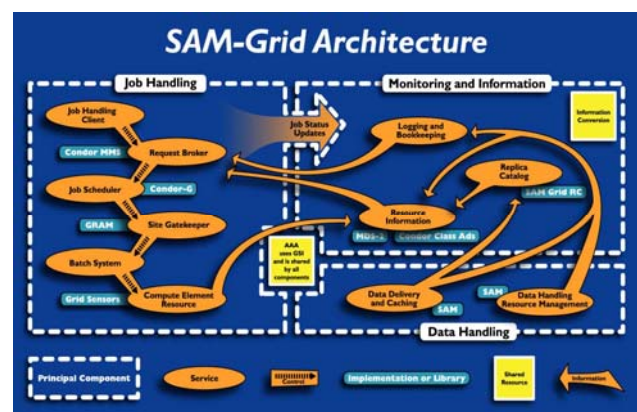 SAM-Grid Architecture
Job Handling
Monitoring and Information
Job Handling
Client
Condor MMS
Request Broker
Job Scheduler
Condor-G
GRAM
Site Gatekeeper
Batch System
Grid Sensors
Compute Element
Resource
Job Status
Updates
Logging and
Bookkeeping
Information
Conversion
Replica
Catalog
SAM Grid RC
Resource
Information
MDS-2
Condor Class Ads
AAA
uses GSI
and is shared
by all
components
Data Delivery
and Caching
SAM
SAM
Data Handling
Resource Management
Data Handling
Principal Component
Service
Control
Implementation or Library
Shared
Resource
Information